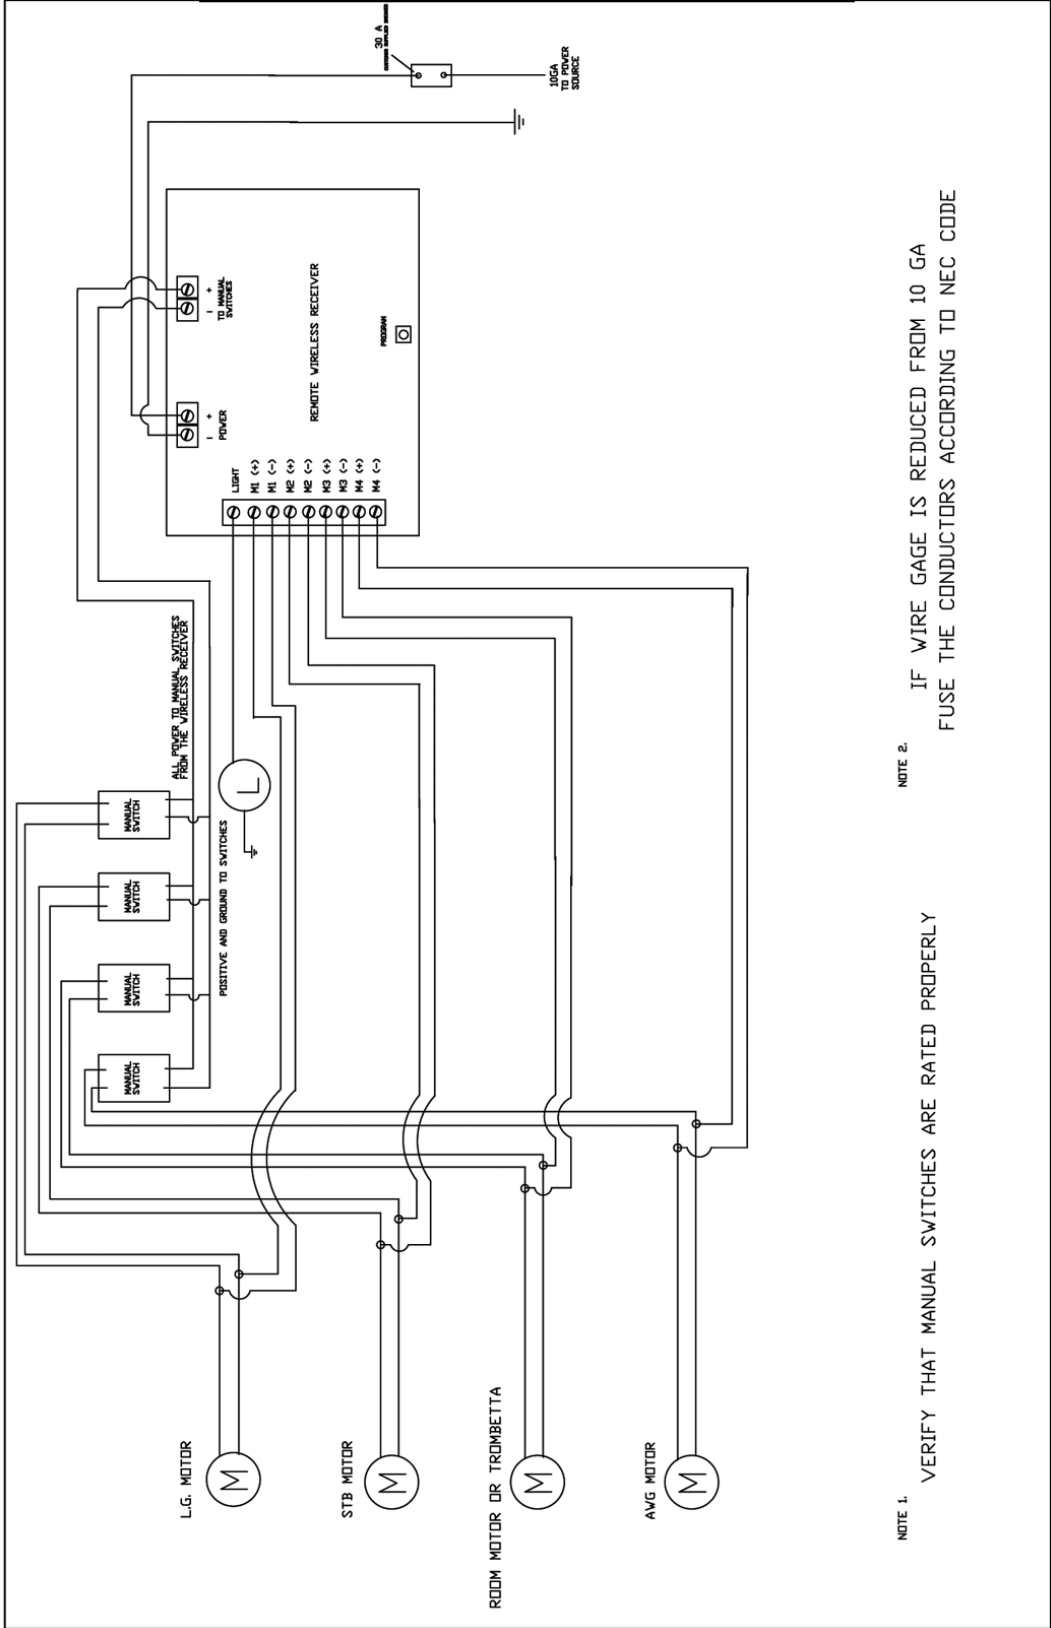 30 A
CUSTOMER SUPPLIED BREAKER
10GA
TO POWER
SOURCE
+
-
TO MANUAL
SWITCHES
+
-
POWER
REMOTE WIRELESS RECEIVER
PROGRAM
LIGHT
M1 (+)
M1 (-)
M2 (+)
M2 (-)
M3 (+)
M3 (-)
M4 (+)
M4 (-)
ALL POWER TO MANUAL SWITCHES
FROM THE WIRELESS RECEIVER
MANUAL
SWITCH
MANUAL
SWITCH
MANUAL
SWITCH
MANUAL
SWITCH
L
POSITIVE AND GROUND TO SWITCHES
L.G. MOTOR
M
STB MOTOR
M
ROOM MOTOR OR TROMBETTA
M
AWG MOTOR
M
NOTE 1.
VERIFY THAT MANUAL SWITCHES ARE RATED PROPERLY
NOTE 2.
IF WIRE GAGE IS REDUCED FROM 10 GA
FUSE THE CONDUCTORS ACCORDING TO NEC CODE